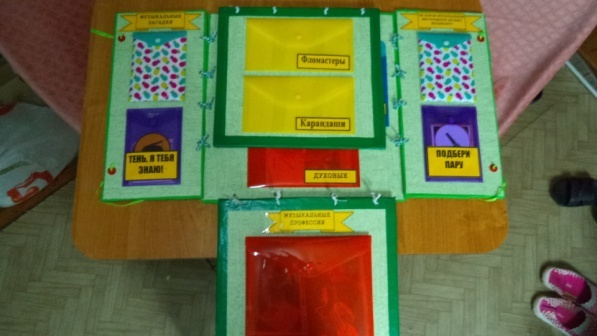 МУЗЫКАЛЬНЫЕ
ЗАГАДКИ
ТЕНЬ, Я ТЕБЯ
ЗНАЮ!
Фломастеры
Карандаши
ДУХОВЫЕ
МУЗЫКАЛЬНЫЕ
ПРОФЕССИИ
ПОДБЕРИ
ПАРУ